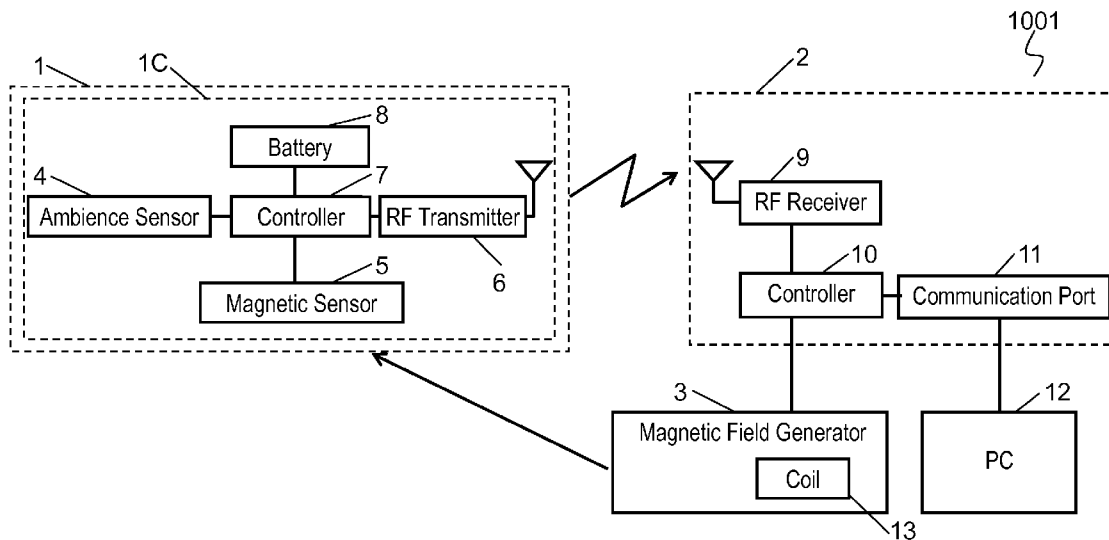 1001
1
1C
2
8
Battery
4
7
9
Ambience Sensor
Controller
RF Transmitter
RF Receiver
6
5
10
11
Magnetic Sensor
Controller
Communication Port
3
12
Magnetic Field Generator
PC
Coil
13